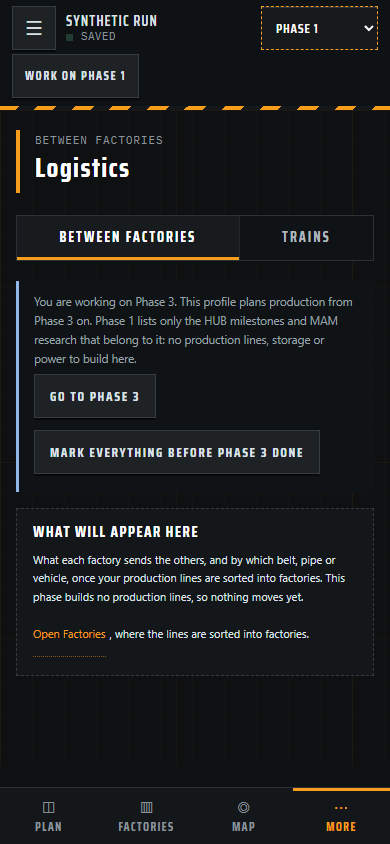 SYNTHETIC RUN
SAVED
PHASE 1
WORK ON PHASE 1
BETWEEN FACTORIES
Logistics
BETWEEN FACTORIES
TRAINS
You are working on Phase 3. This profile plans production from
Phase 3 on. Phase 1 lists only the HUB milestones and MAM
research that belong to it: no production lines, storage or
power to build here.
GO TO PHASE 3
MARK EVERYTHING BEFORE PHASE 3 DONE
WHAT WILL APPEAR HERE
What each factory sends the others, and by which belt, pipe or
vehicle, once your production lines are sorted into factories. This
phase builds no production lines, so nothing moves yet.
Open Factories , where the lines are sorted into factories.
PLAN
FACTORIES
MAP
MORE